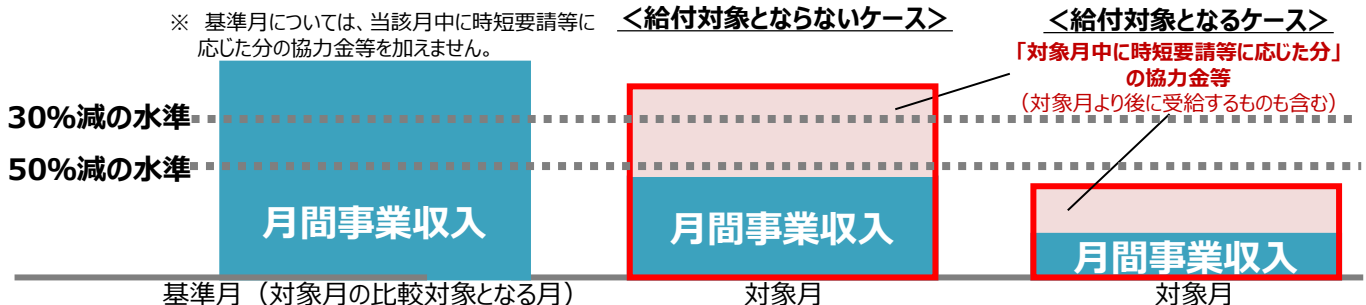 ※ 基準月については、当該月中に時短要請等に
応じた分の協力金等を加えません。
＜給付対象とならないケース＞
＜給付対象となるケース＞
「対象月中に時短要請等に応じた分」
の協力金等
（対象月より後に受給するものも含む）
30%減の水準
50%減の水準
月間事業収入
月間事業収入
月間事業収入
基準月（対象月の比較対象となる月）
対象月
対象月